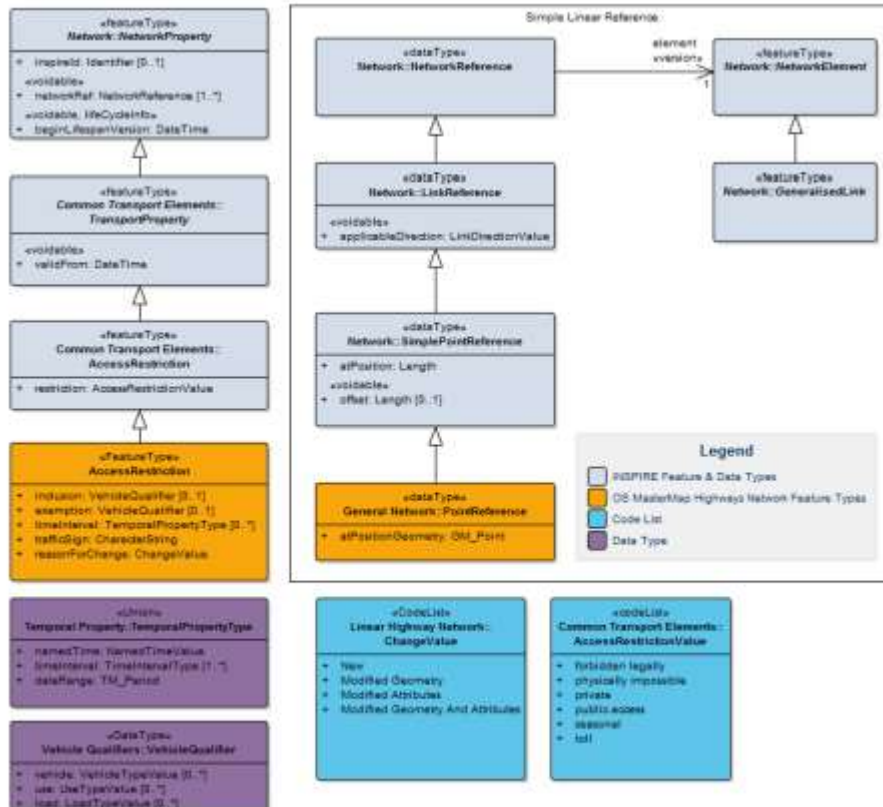 «featureType»
Network::NetworkProperty
+ inspireId: Identifier [0..1]
«voidable»
+ networkRef: NetworkReference [1..*]
«voidable, lifeCycleInfo»
+ beginLifespanVersion: DateTime
«featureType»
Common Transport Elements::
TransportProperty
«voidable»
+ validFrom: DateTime
«featureType»
Common Transport Elements::
AccessRestriction
+ restriction: AccessRestrictionValue
«FeatureType»
AccessRestriction
+ inclusion: VehicleQualifier [0..1]
+ exemption: VehicleQualifier [0..1]
+ timeInterval: TemporalPropertyType [0..*]
+ trafficSign: CharacterString
+ reasonForChange: ChangeValue
«Union»
Temporal Property::TemporalPropertyType
+ namedTime: NamedTimeValue
+ timeInterval: TimeIntervalType [1..*]
+ dateRange: TM_Period
«DataType»
Vehicle Qualifiers::VehicleQualifier
+ vehicle: VehicleTypeValue [0..*]
+ use: UseTypeValue [0..*]
+ load: LoadTypeValue [0..*]
Simple Linear Reference
«dataType»
Network::NetworkReference
element
«version»
1
«featureType»
Network::NetworkElement
«dataType»
Network::LinkReference
«voidable»
+ applicableDirection: LinkDirectionValue
«featureType»
Network::GeneralisedLink
«dataType»
Network::SimplePointReference
+ atPosition: Length
«voidable»
+ offset: Length [0..1]
«dataType»
General Network::PointReference
+ atPositionGeometry: GM_Point
Legend
INSPIRE Feature & Data Types
OS MasterMap Highways Network Feature Types
Code List
Data Type
«CodeList»
Linear Highway Network::
ChangeValue
+ New
+ Modified Geometry
+ Modified Attributes
+ Modified Geometry And Attributes
«codeList»
Common Transport Elements::
AccessRestrictionValue
+ forbidden legally
+ physically impossible
+ private
+ public access
+ seasonal
+ toll